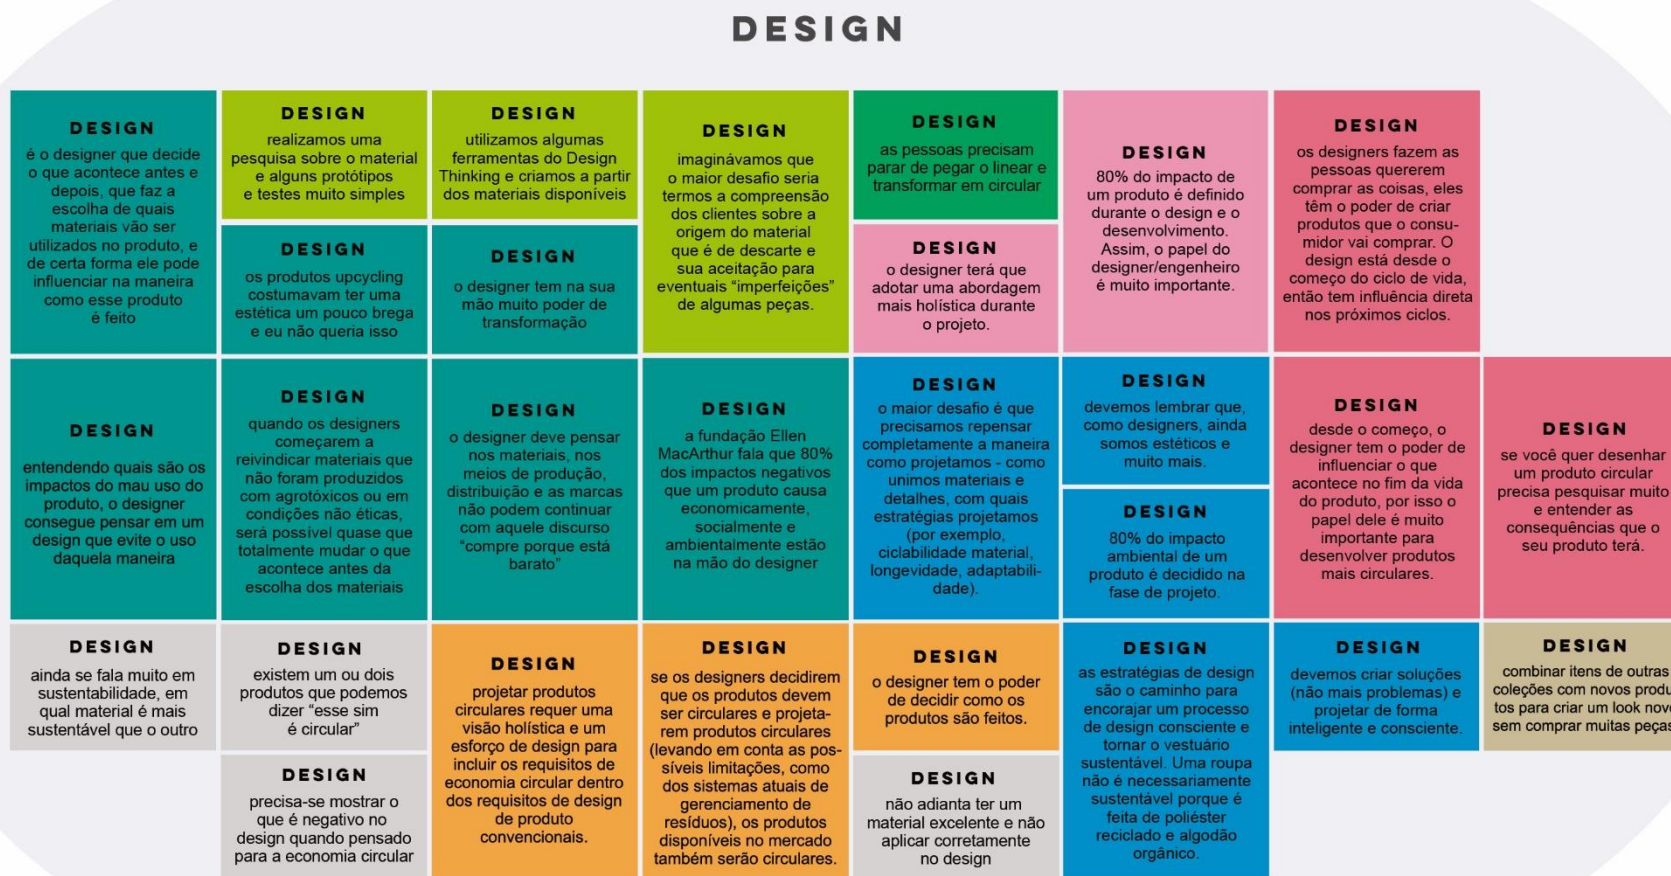 DESIGN
DESIGN
é o designer que decide
o que acontece antes e
depois, que faz a
escolha de quais
materiais vão ser
utilizados no produto, e
de certa forma ele pode
influenciar na maneira
como esse produto
é feito
DESIGN
realizamos uma
pesquisa sobre o material
e alguns protótipos
e testes muito simples
DESIGN
os produtos upcycling
costumavam ter uma
estética um pouco brega
e eu não queria isso
DESIGN
utilizamos algumas
ferramentas do Design
Thinking e criamos a partir
dos materiais disponíveis
DESIGN
o designer tem na sua
mão muito poder de
transformação
DESIGN
imaginávamos que
o maior desafio seria
termos a compreensão
dos clientes sobre a
origem do material
que é de descarte e
sua aceitação para
eventuais “imperfeições”
de algumas peças.
DESIGN
as pessoas precisam
parar de pegar o linear e
transformar em circular
DESIGN
o designer terá que
adotar uma abordagem
mais holística durante
o projeto.
DESIGN
80% do impacto de
um produto é definido
durante o design e o
desenvolvimento.
Assim, o papel do
designer/engenheiro
é muito importante.
DESIGN
os designers fazem as
pessoas quererem
comprar as coisas, eles
têm o poder de criar
produtos que o consu-
midor vai comprar. O
design está desde o
começo do ciclo de vida,
então tem influência direta
nos próximos ciclos.
DESIGN
entendendo quais são os
impactos do mau uso do
produto, o designer
consegue pensar em um
design que evite o uso
daquela maneira
DESIGN
quando os designers
começarem a
reivindicar materiais que
não foram produzidos
com agrotóxicos ou em
condições não éticas,
será possível quase que
totalmente mudar o que
acontece antes da
escolha dos materiais
DESIGN
o designer deve pensar
nos materiais, nos
meios de produção,
distribuição e as marcas
não podem continuar
com aquele discurso
“compre porque está
barato”
DESIGN
a fundação Ellen
MacArthur fala que 80%
dos impactos negativos
que um produto causa
economicamente,
socialmente e
ambientalmente estão
na mão do designer
DESIGN
o maior desafio é que
precisamos repensar
completamente a maneira
como projetamos - como
unimos materiais e
detalhes, com quais
estratégias projetamos
(por exemplo,
ciclabilidade material,
longevidade, adaptabili-
dade).
DESIGN
devemos lembrar que,
como designers, ainda
somos estéticos e
muito mais.
DESIGN
80% do impacto
ambiental de um
produto é decidido na
fase de projeto.
DESIGN
desde o começo, o
designer tem o poder de
influenciar o que
acontece no fim da vida
do produto, por isso o
papel dele é muito
importante para
desenvolver produtos
mais circulares.
DESIGN
se você quer desenhar
um produto circular
precisa pesquisar muito
e entender as
consequências que o
seu produto terá.
DESIGN
ainda se fala muito em
sustentabilidade, em
qual material é mais
sustentável que o outro
DESIGN
existem um ou dois
produtos que podemos
dizer “esse sim
é circular”
DESIGN
precisa-se mostrar o
que é negativo no
design quando pensado
para a economia circular
DESIGN
projetar produtos
circulares requer uma
visão holística e um
esforço de design para
incluir os requisitos de
economia circular dentro
dos requisitos de design
de produto
convencionais.
DESIGN
se os designers decidirem
que os produtos devem
ser circulares e projeta-
rem produtos circulares
(levando em conta as pos-
síveis limitações, como
dos sistemas atuais de
gerenciamento de
resíduos), os produtos
disponíveis no mercado
também serão circulares.
DESIGN
o designer tem o poder
de decidir como os
produtos são feitos.
DESIGN
não adianta ter um
material excelente e não
aplicar corretamente
no design
DESIGN
as estratégias de design
são o caminho para
encorajar um processo
de design consciente e
tornar o vestuário
sustentável. Uma roupa
não é necessariamente
sustentável porque é
feita de poliéster
reciclado e algodão
orgânico.
DESIGN
devemos criar soluções
(não mais problemas) e
projetar de forma
inteligente e consciente.
DESIGN
combinar itens de outras
coleções com novos produ
tos para criar um look novo
sem comprar muitas peças